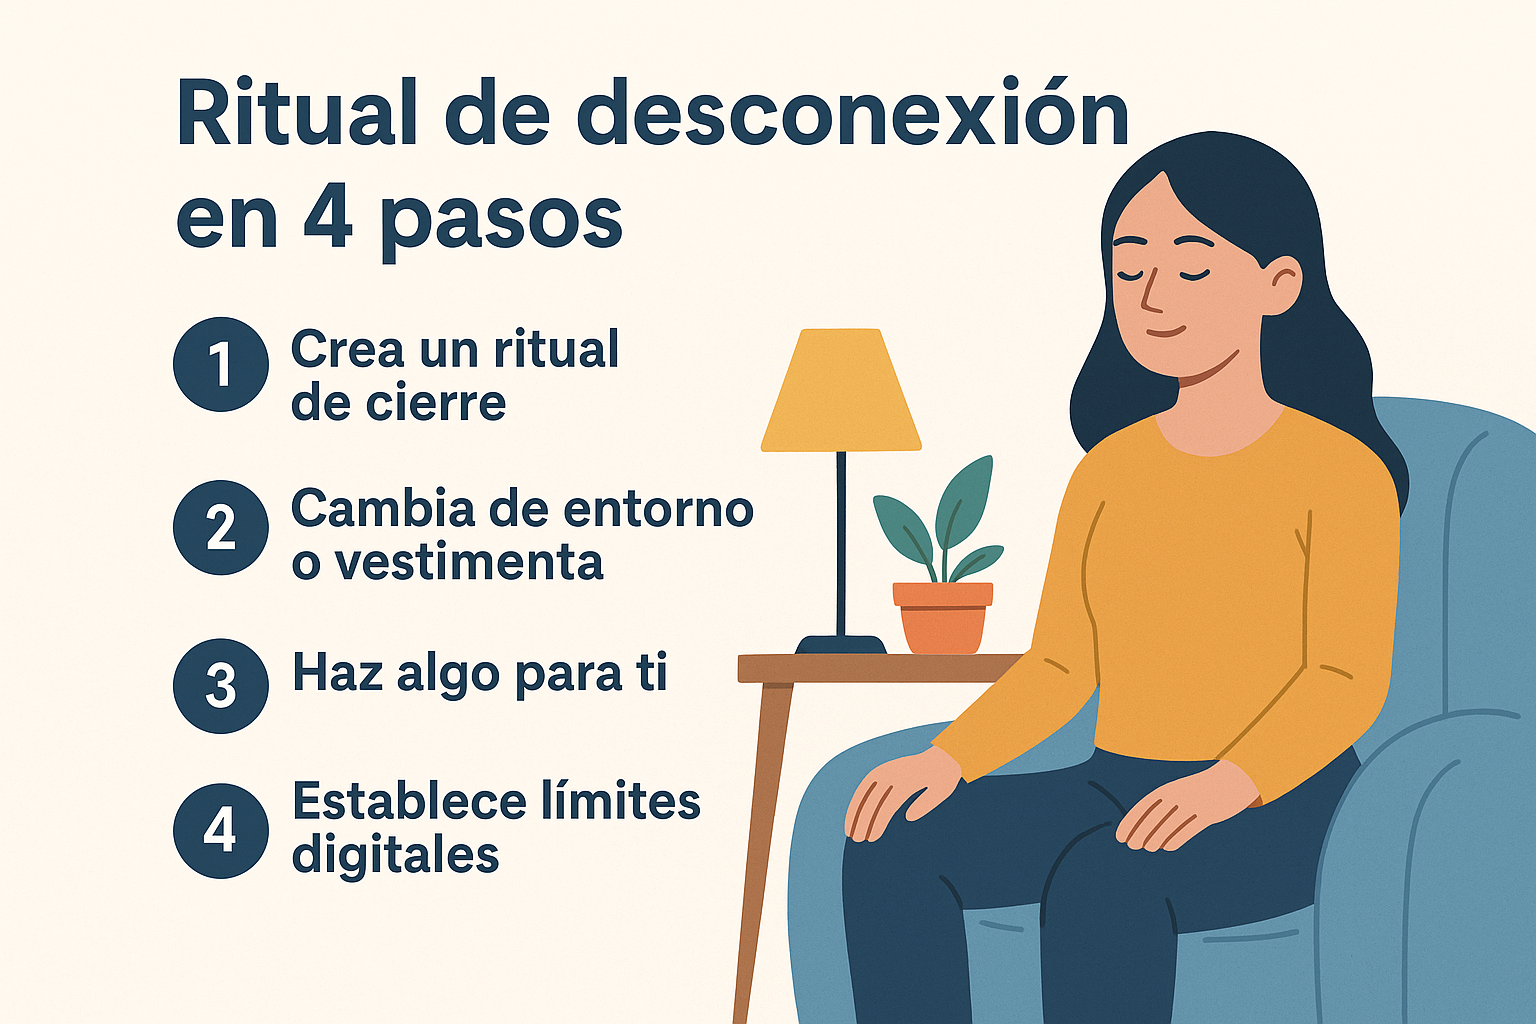 Ritual de desconexión
en 4 pasos
1 Crea un ritual
de cierre
2 Cambia de entorno
o vestimenta
3 Haz algo para ti
4 Establece límites
digitales